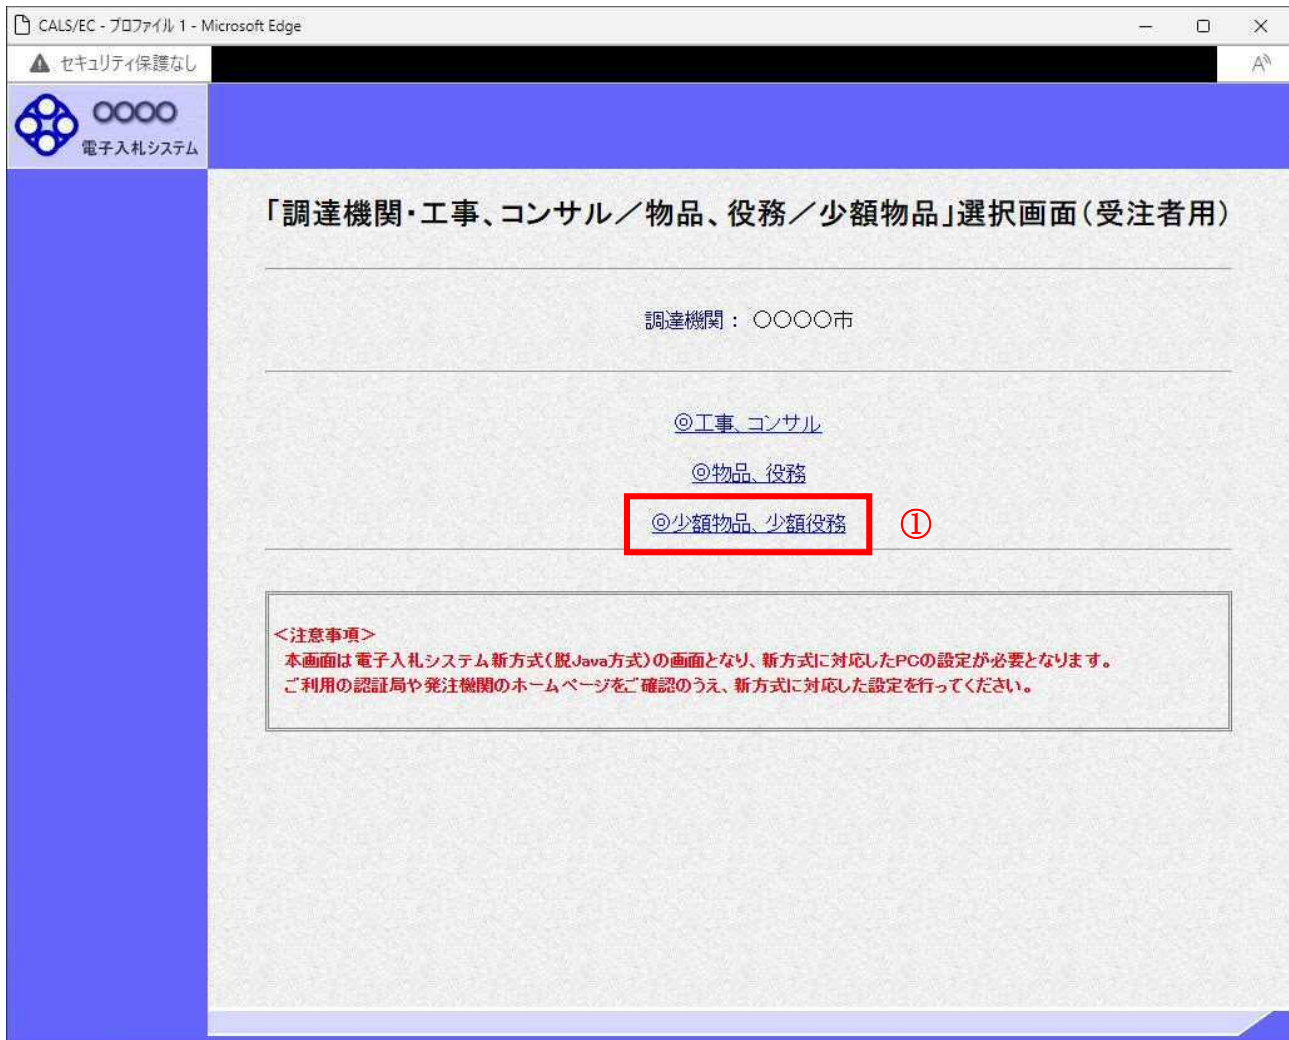 CALS/EC - プロファイル 1 - Microsoft Edge
セキュリティ保護なし
A
〇〇〇〇
電子入札システム
「調達機関・工事、コンサル／物品、役務／少額物品」選択画面（受注者用）
調達機関： 〇〇〇〇市
◎工事、コンサル
◎物品、役務
◎少額物品、少額役務 ①
＜注意事項＞
本画面は電子入札システム新方式（脱Java方式）の画面となり、新方式に対応したPCの設定が必要となります。
ご利用の認証局や発注機関のホームページをご確認のうえ、新方式に対応した設定を行ってください。